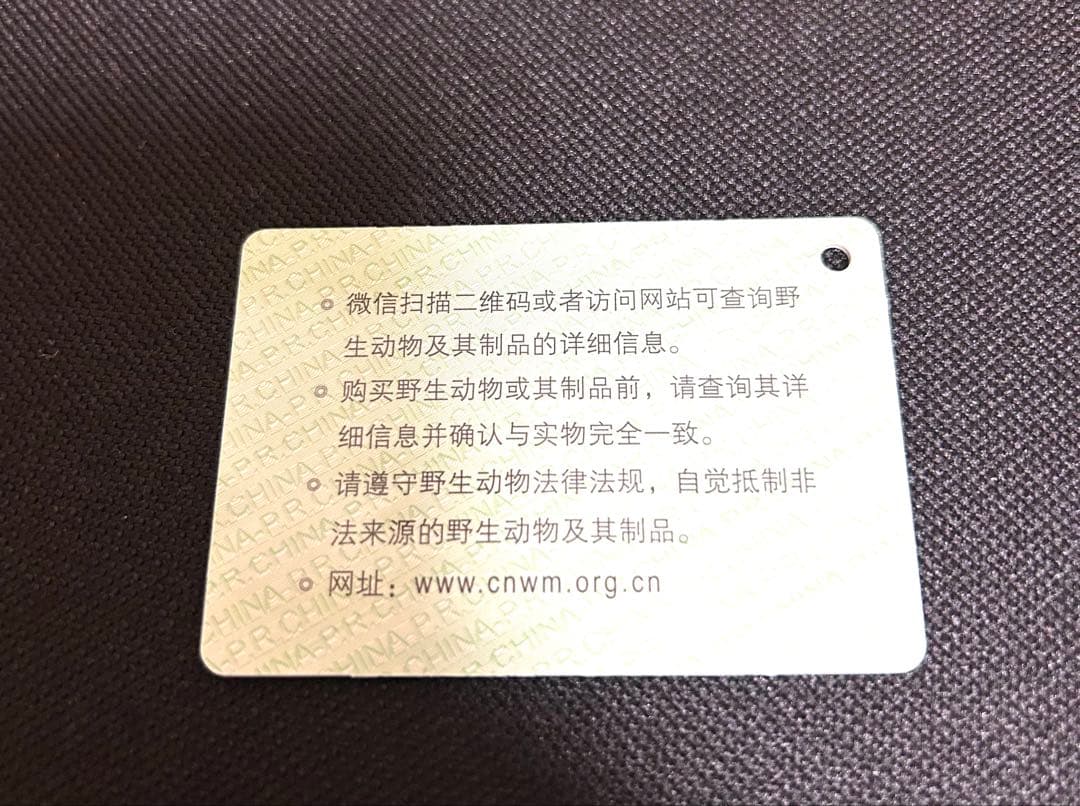 微信扫描二维码或者访问网站可查询野
生动物及其制品的详细信息。
购买野生动物或其制品前，请查询其详
细信息并确认与实物完全一致。
请遵守野生动物法律法规，自觉抵制非
法来源的野生动物及其制品。
网址：www.cnwm.org.cn
P.R.CHINA